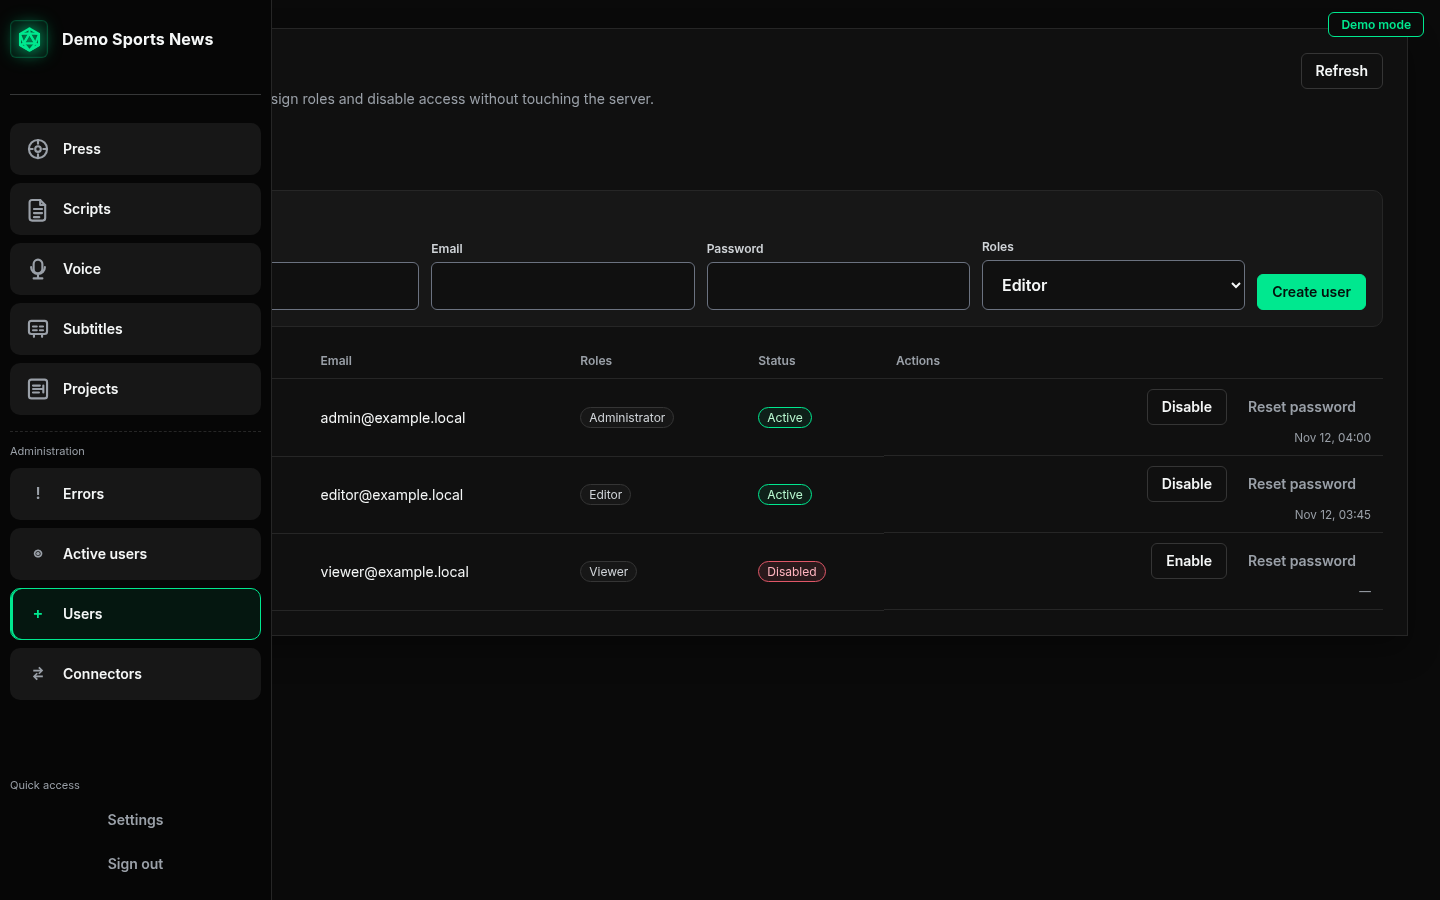 Demo Sports News
Demo mode
Refresh
sign roles and disable access without touching the server.
Press
Scripts
Voice
Subtitles
Projects
Administration
! Errors
Active users
+ Users
Connectors
Quick access
Settings
Sign out
Email
Password
Roles
Editor
Create user
Email Roles Status Actions
admin@example.local Administrator Active Disable Reset password
Nov 12, 04:00
editor@example.local Editor Active Disable Reset password
Nov 12, 03:45
viewer@example.local Viewer Disabled Enable Reset password
—